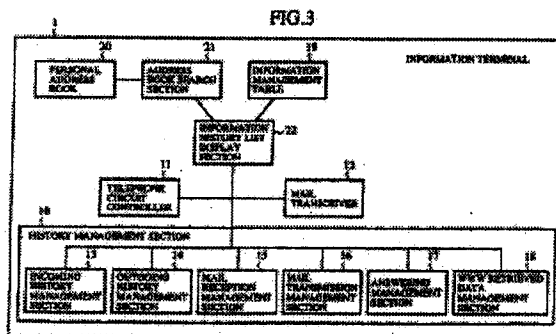 FIG.3
1
20
21
19
INFORMATION TERMINAL
PERSONAL
ADDRESS
BOOK
ADDRESS
BOOK SEARCH
SECTION
INFORMATION
MANAGEMENT
TABLE
INFORMATION
HISTORY LIST
DISPLAY
SECTION
22
11
12
TELEPHONE
CIRCUIT
CONTROLLER
MAIL
TRANSCEIVER
10
HISTORY MANAGEMENT SECTION
13
14
15
16
17
18
INCOMING
HISTORY
MANAGEMENT
SECTION
OUTGOING
HISTORY
MANAGEMENT
SECTION
MAIL
RECEPTION
MANAGEMENT
SECTION
MAIL
TRANSMISSION
MANAGEMENT
SECTION
ANSWERING
MANAGEMENT
SECTION
WWW RETRIEVED
DATA
MANAGEMENT
SECTION